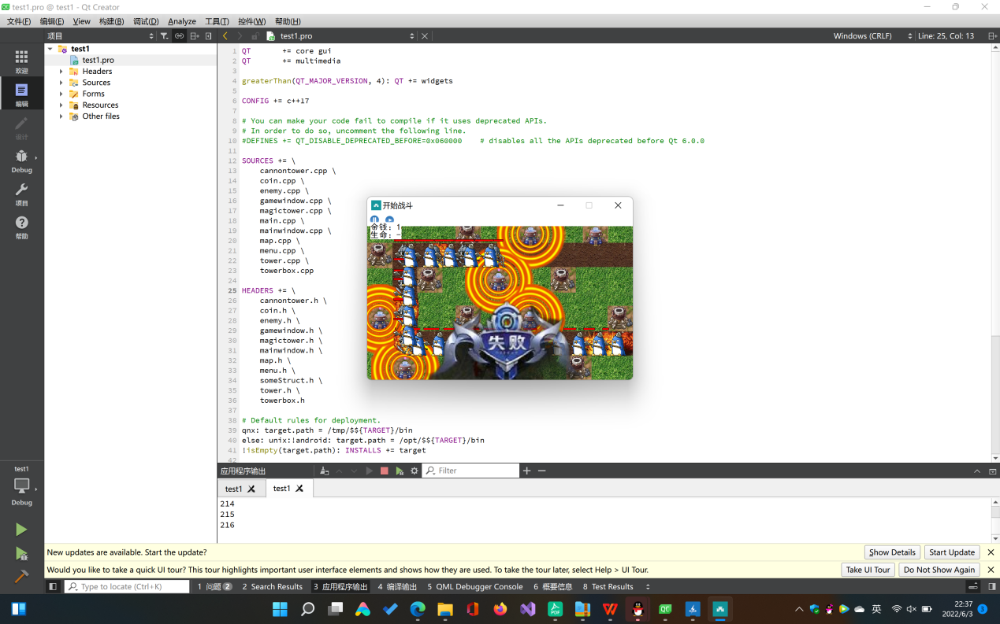 test1.pro @ test1 - Qt Creator
文件(F) 编辑(E) View 构建(B) 调试(D) Analyze 工具(T) 控件(W) 帮助(H)
项目
test1.pro
Windows (CRLF)
Line: 25, Col: 13
欢迎
编辑
设计
Debug
项目
帮助
test1
test1.pro
Headers
Sources
Forms
Resources
Other files
1 QT += core gui
2 QT += multimedia
3
4 greaterThan(QT_MAJOR_VERSION, 4): QT += widgets
5
6 CONFIG += c++17
7
8 # You can make your code fail to compile if it uses deprecated APIs.
9 # In order to do so, uncomment the following line.
10 #DEFINES += QT_DISABLE_DEPRECATED_BEFORE=0x060000 # disables all the APIs deprecated before Qt 6.0.0
11
12 SOURCES += \
13 cannontower.cpp \
14 coin.cpp \
15 enemy.cpp \
16 gamewindow.cpp \
17 magictower.cpp \
18 main.cpp \
19 mainwindow.cpp \
20 map.cpp \
21 menu.cpp \
22 tower.cpp \
23 towerbox.cpp
24
25 HEADERS += \
26 cannontower.h \
27 coin.h \
28 enemy.h \
29 gamewindow.h \
30 magictower.h \
31 mainwindow.h \
32 map.h \
33 menu.h \
34 someStruct.h \
35 tower.h \
36 towerbox.h
37
38 # Default rules for deployment.
39 qnx: target.path = /tmp/$${TARGET}/bin
40 else: unix:!android: target.path = /opt/$${TARGET}/bin
41 !isEmpty(target.path): INSTALLS += target
42
开始战斗
金钱：1
生命：-
失败
test1
Debug
应用程序输出
Filter
test1
test1
214
215
216
New updates are available. Start the update?
Show Details
Start Update
Would you like to take a quick UI tour? This tour highlights important user interface elements and shows how they are used. To take the tour later, select Help > UI Tour.
Take UI Tour
Do Not Show Again
Type to locate (Ctrl+K)
1 问题 2
2 Search Results
3 应用程序输出
4 编译输出
5 QML Debugger Console
6 概要信息
8 Test Results
英
22:37
2022/6/3
3